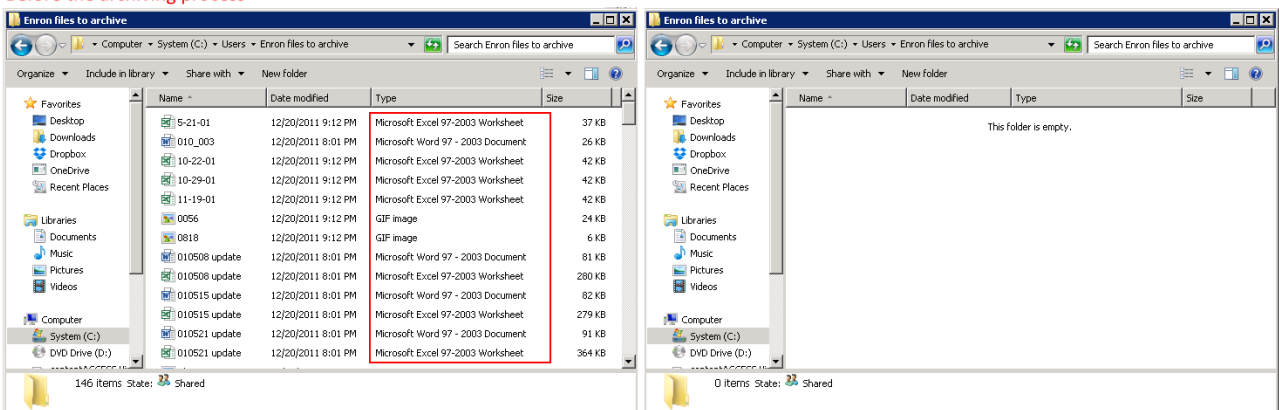 Before the archiving process
Enron files to archive
Computer System (C:) Users Enron files to archive Search Enron files to archive
Organize Include in library Share with New folder
Favorites
Desktop
Downloads
Dropbox
OneDrive
Recent Places
Libraries
Documents
Music
Pictures
Videos
Computer
System (C:)
DVD Drive (D:)
Name Date modified Type Size
5-21-01 12/20/2011 9:12 PM Microsoft Excel 97-2003 Worksheet 37 KB
010_003 12/20/2011 8:01 PM Microsoft Word 97 - 2003 Document 26 KB
10-22-01 12/20/2011 9:12 PM Microsoft Excel 97-2003 Worksheet 42 KB
10-29-01 12/20/2011 9:12 PM Microsoft Excel 97-2003 Worksheet 42 KB
11-19-01 12/20/2011 9:12 PM Microsoft Excel 97-2003 Worksheet 42 KB
0056 12/20/2011 9:12 PM GIF image 24 KB
0818 12/20/2011 9:12 PM GIF image 6 KB
010508 update 12/20/2011 8:01 PM Microsoft Word 97 - 2003 Document 81 KB
010508 update 12/20/2011 8:01 PM Microsoft Excel 97-2003 Worksheet 280 KB
010515 update 12/20/2011 8:01 PM Microsoft Word 97 - 2003 Document 82 KB
010515 update 12/20/2011 8:01 PM Microsoft Excel 97-2003 Worksheet 279 KB
010521 update 12/20/2011 8:01 PM Microsoft Word 97 - 2003 Document 91 KB
010521 update 12/20/2011 8:01 PM Microsoft Excel 97-2003 Worksheet 364 KB
146 items State: Shared
Enron files to archive
Computer System (C:) Users Enron files to archive Search Enron files to archive
Organize Include in library Share with New folder
Favorites
Desktop
Downloads
Dropbox
OneDrive
Recent Places
Libraries
Documents
Music
Pictures
Videos
Computer
System (C:)
DVD Drive (D:)
Name Date modified Type Size
This folder is empty.
0 items State: Shared